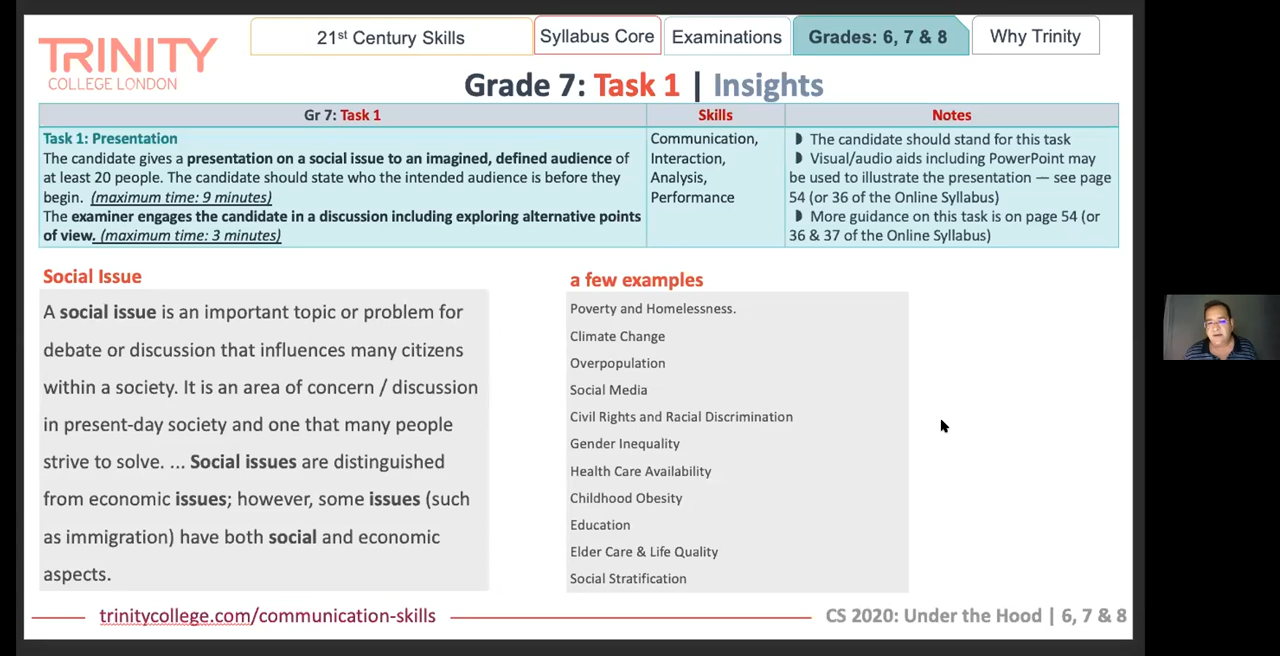 TRINITY
COLLEGE LONDON
21st Century Skills
Syllabus Core
Examinations
Grades: 6, 7 & 8
Why Trinity
Grade 7: Task 1 | Insights
Gr 7: Task 1
Skills
Notes
Task 1: Presentation
The candidate gives a presentation on a social issue to an imagined, defined audience of
at least 20 people. The candidate should state who the intended audience is before they
begin. (maximum time: 9 minutes)
The examiner engages the candidate in a discussion including exploring alternative points
of view. (maximum time: 3 minutes)
Communication,
Interaction,
Analysis,
Performance
◗ The candidate should stand for this task
◗ Visual/audio aids including PowerPoint may
be used to illustrate the presentation — see page
54 (or 36 of the Online Syllabus)
◗ More guidance on this task is on page 54 (or
36 & 37 of the Online Syllabus)
Social Issue
A social issue is an important topic or problem for
debate or discussion that influences many citizens
within a society. It is an area of concern / discussion
in present-day society and one that many people
strive to solve. ... Social issues are distinguished
from economic issues; however, some issues (such
as immigration) have both social and economic
aspects.
a few examples
Poverty and Homelessness.
Climate Change
Overpopulation
Social Media
Civil Rights and Racial Discrimination
Gender Inequality
Health Care Availability
Childhood Obesity
Education
Elder Care & Life Quality
Social Stratification
trinitycollege.com/communication-skills
CS 2020: Under the Hood | 6, 7 & 8